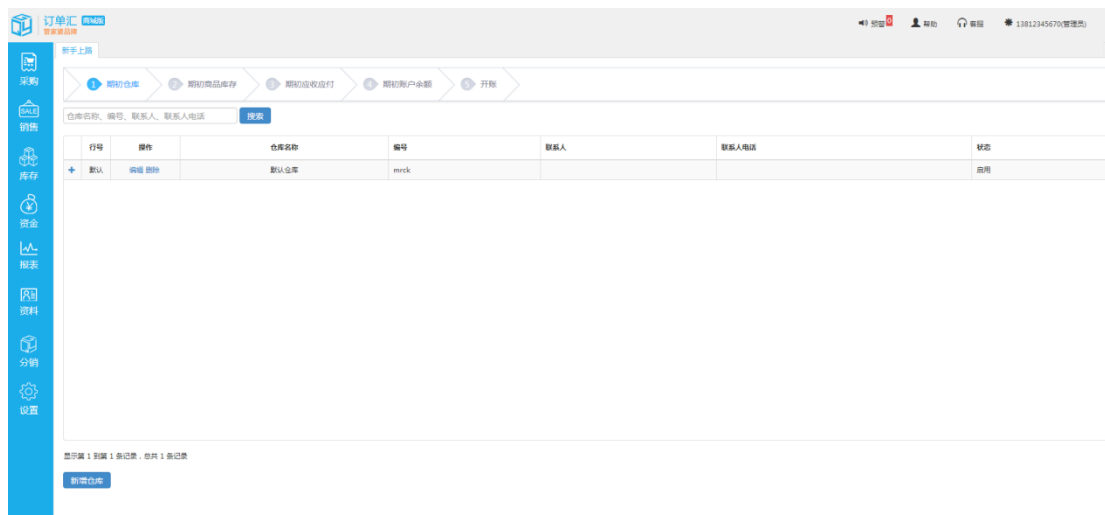 订单汇 商城版
管家婆品牌
预警 0
帮助
客服
13812345670(管理员)
新手上路
采购
销售
库存
资金
报表
资料
分销
设置
SALE
1 期初仓库
2 期初商品库存
3 期初应收应付
4 期初账户余额
5 开账
仓库名称、编号、联系人、联系人电话
搜索
行号 操作 仓库名称 编号 联系人 联系人电话 状态
默认 编辑 删除 默认仓库 mrck 启用
显示第 1 到第 1 条记录，总共 1 条记录
新增仓库